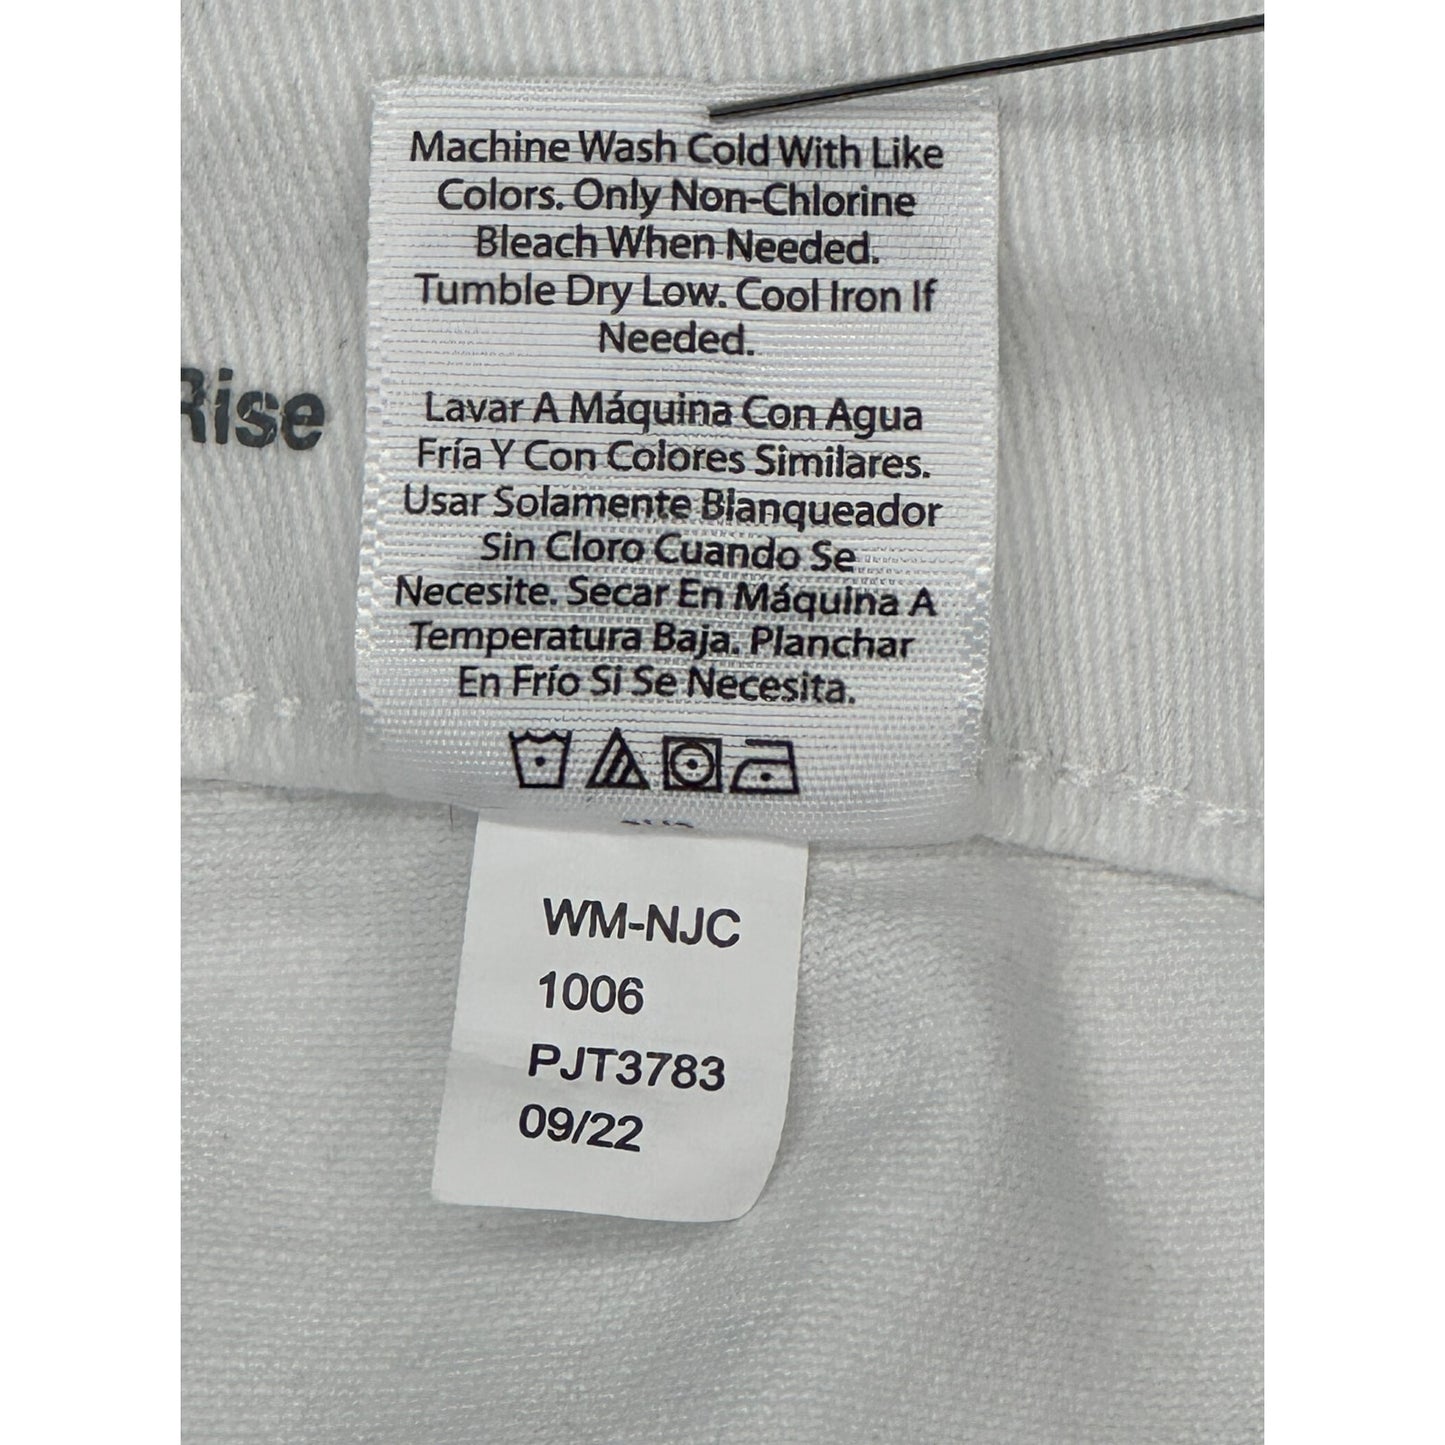 Machine Wash Cold With Like
Colors. Only Non-Chlorine
Bleach When Needed.
Tumble Dry Low. Cool Iron If
Needed.
Rise
Lavar A Máquina Con Agua
Fría Y Con Colores Similares.
Usar Solamente Blanqueador
Sin Cloro Cuando Se
Necesite. Secar En Máquina A
Temperatura Baja. Planchar
En Frío Si Se Necesita.
WM-NJC
1006
PJT3783
09/22